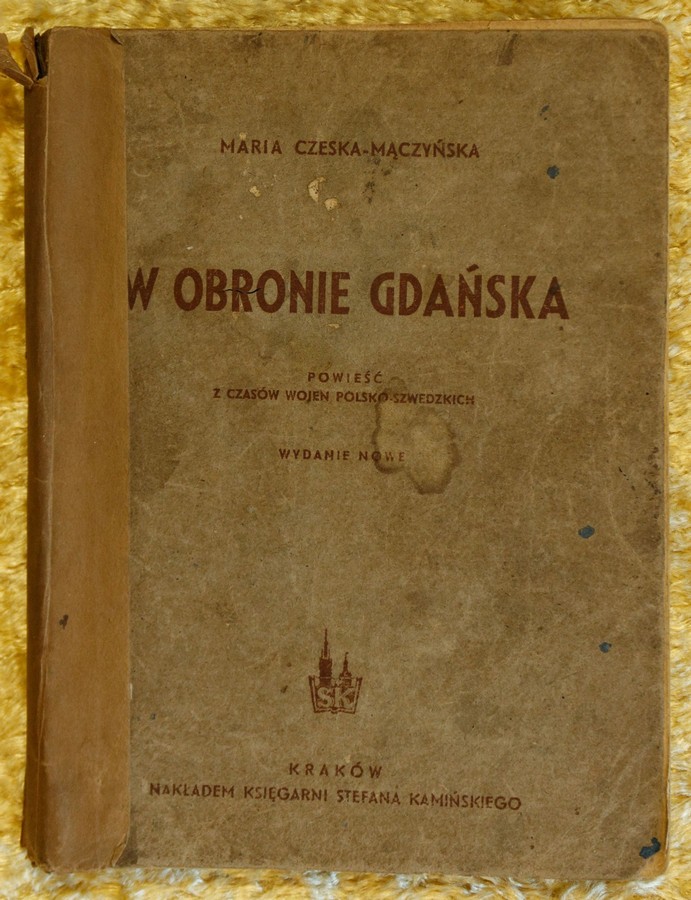 MARIA CZESKA-MĄCZYŃSKA
W OBRONIE GDAŃSKA
POWIEŚĆ
Z CZASÓW WOJEN POLSKO-SZWEDZKICH
WYDANIE NOWE
SK
KRAKÓW
NAKŁADEM KSIĘGARNI STEFANA KAMIŃSKIEGO